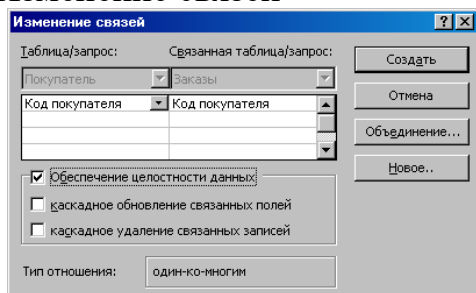 Изменение связей
Таблица/запрос: Связанная таблица/запрос:
Покупатель Заказы
Код покупателя Код покупателя
Обеспечение целостности данных
каскадное обновление связанных полей
каскадное удаление связанных записей
Тип отношения: один-ко-многим
Создать
Отмена
Объединение...
Новое..